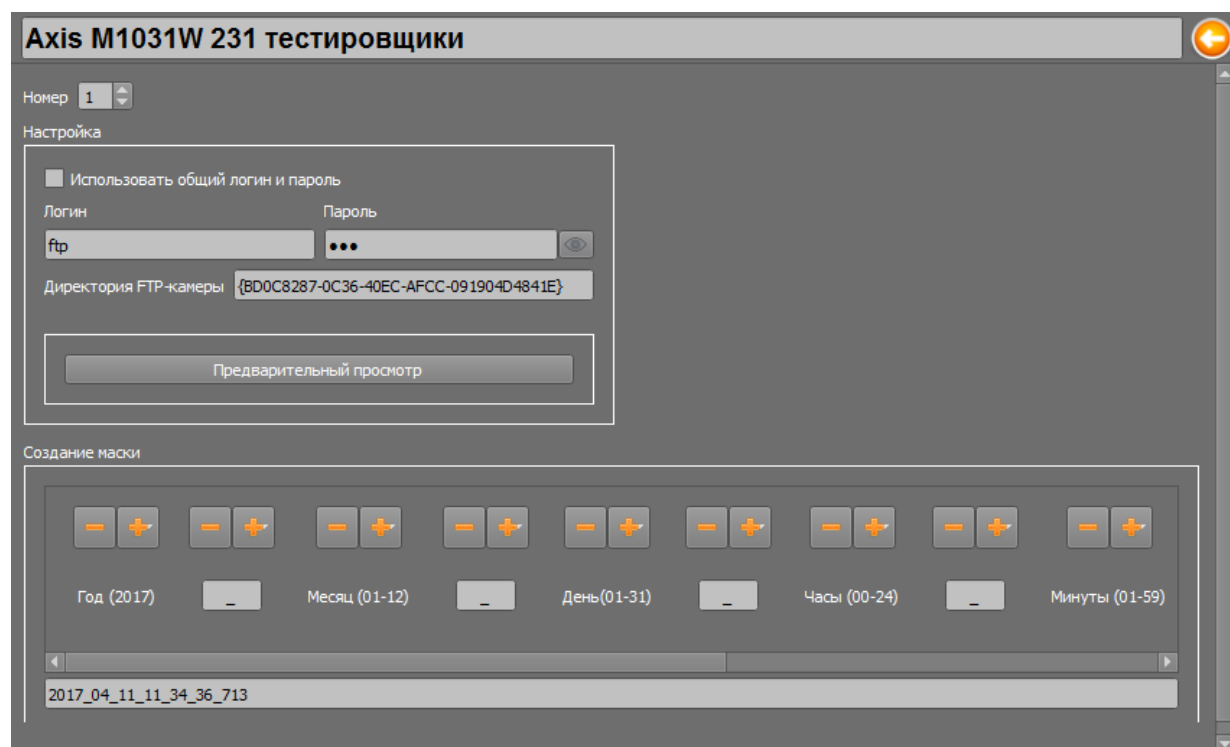 Axis M1031W 231 тестировщики
Номер 1
Настройка
Использовать общий логин и пароль
Логин Пароль
ftp •••
Директория FTP-камеры {BD0C8287-0C36-40EC-AFCC-091904D4841E}
Предварительный просмотр
Создание маски
Год (2017) _ Месяц (01-12) _ День(01-31) _ Часы (00-24) _ Минуты (01-59)
2017_04_11_11_34_36_713